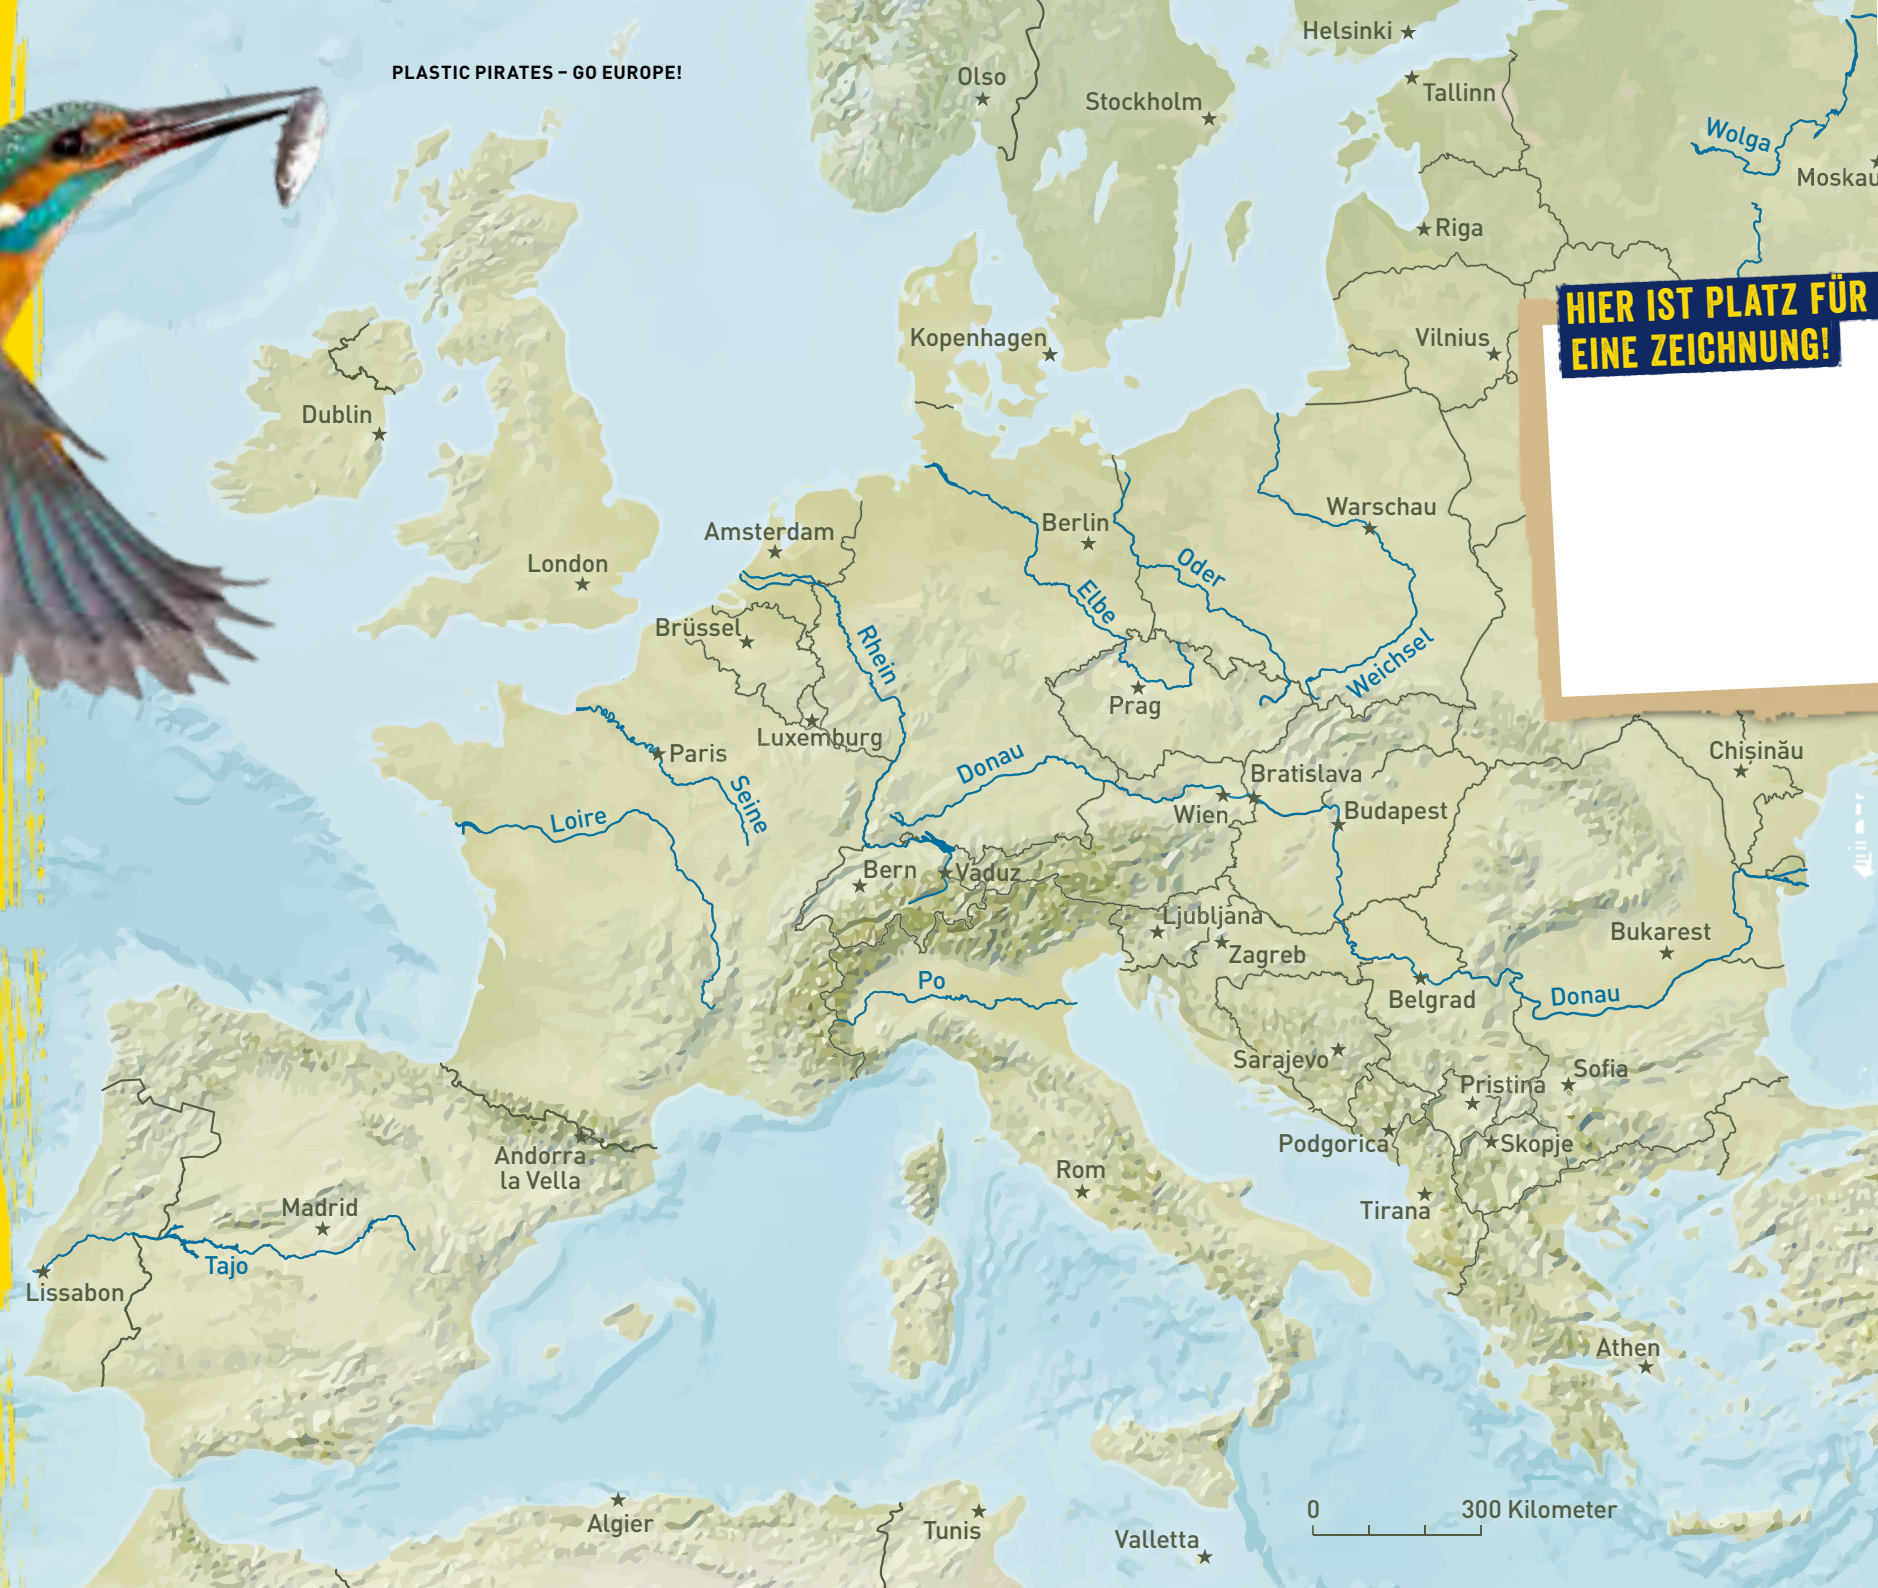 PLASTIC PIRATES – GO EUROPE!
Helsinki
Olso
Stockholm
Tallinn
Wolga
Moskau
Riga
HIER IST PLATZ FÜR
EINE ZEICHNUNG!
Kopenhagen
Vilnius
Dublin
Warschau
Amsterdam
Berlin
London
Oder
Elbe
Brüssel
Rhein
Weichsel
Prag
Luxemburg
Paris
Donau
Chișinău
Bratislava
Seine
Loire
Wien
Budapest
Bern
Vaduz
Ljubljana
Zagreb
Bukarest
Po
Belgrad
Donau
Sarajevo
Sofia
Pristina
Podgorica
Skopje
Andorra
la Vella
Rom
Madrid
Tirana
Tajo
Lissabon
Athen
0
300 Kilometer
Algier
Tunis
Valletta